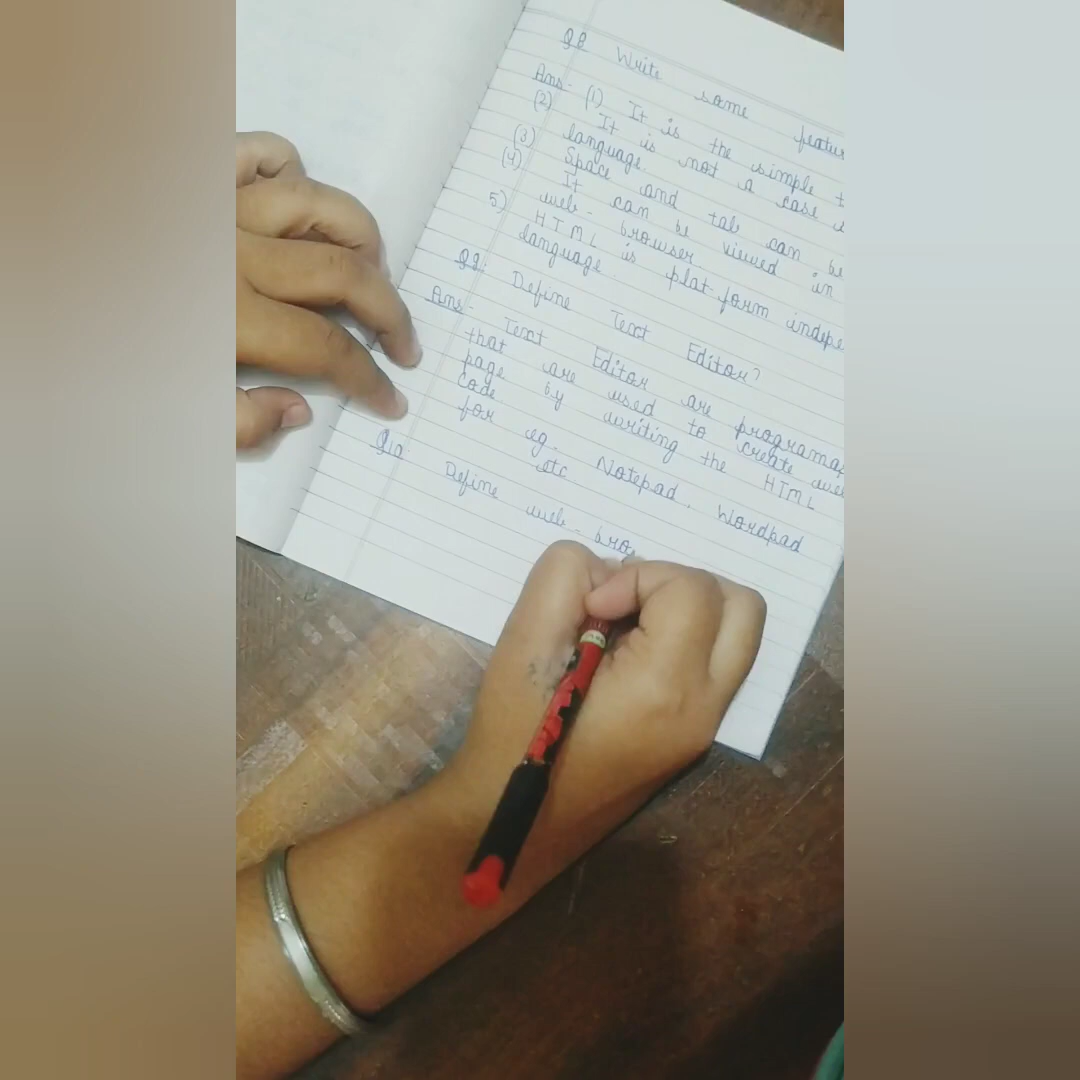 Q8 Write some featur
Ans- (1) It is the simple t
(2) It is not a case s
language.
(3) Space and tab can be
(4) It can be viewed in
web- browser
5) H T M L is plat form indepe
language.
Q9: Define Text Editor?
Ans- Text Editor are programa
that are used to create we
page by writing the HTML
code
for eg. Notepad, Wordpad
etc
Q10: Define web- bro